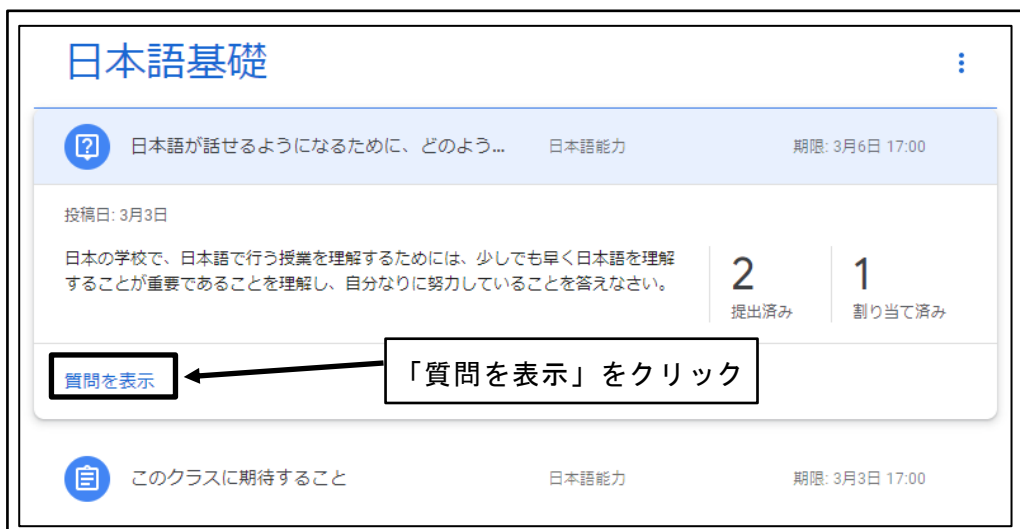 日本語基礎
日本語が話せるようになるために、どのよう... 日本語能力 期限: 3月6日 17:00
投稿日: 3月3日
日本の学校で、日本語で行う授業を理解するためには、少しでも早く日本語を理解
することが重要であることを理解し、自分なりに努力していることを答えなさい。
2 1
提出済み 割り当て済み
質問を表示 「質問を表示」をクリック
このクラスに期待すること 日本語能力 期限: 3月3日 17:00